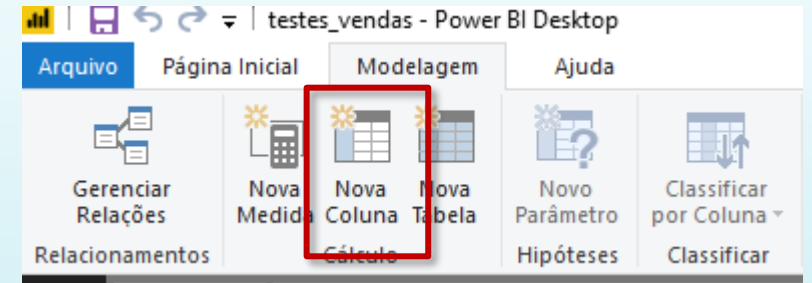 testes_vendas - Power BI Desktop
Arquivo Página Inicial Modelagem Ajuda
Gerenciar Nova Nova Nova Novo Classificar
Relações Medida Coluna Tabela Parâmetro por Coluna
Relacionamentos Cálculo Hipóteses Classificar